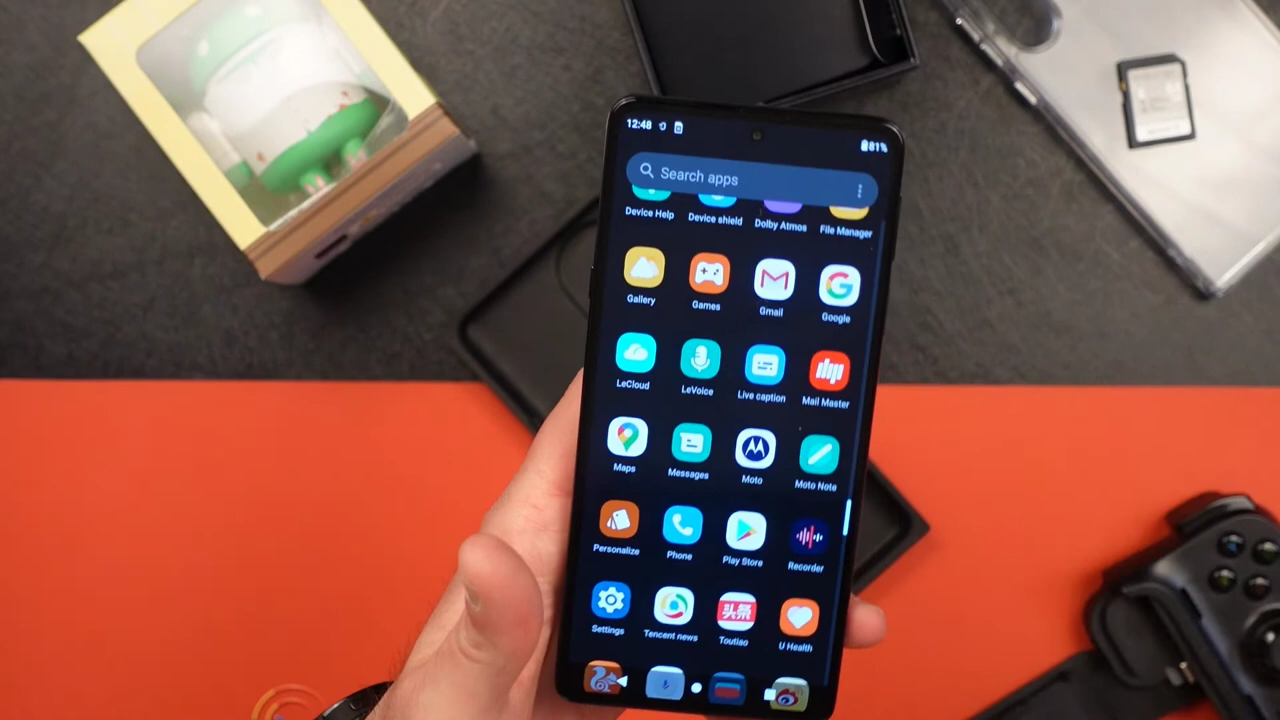 12:48
81%
Search apps
Device Help
Device shield
Dolby Atmos
File Manager
Gallery
Games
Gmail
Google
LeCloud
LeVoice
Live caption
Mail Master
Maps
Messages
Moto
Moto Note
Personalize
Phone
Play Store
Recorder
Settings
Tencent news
头条
Toutiao
U Health